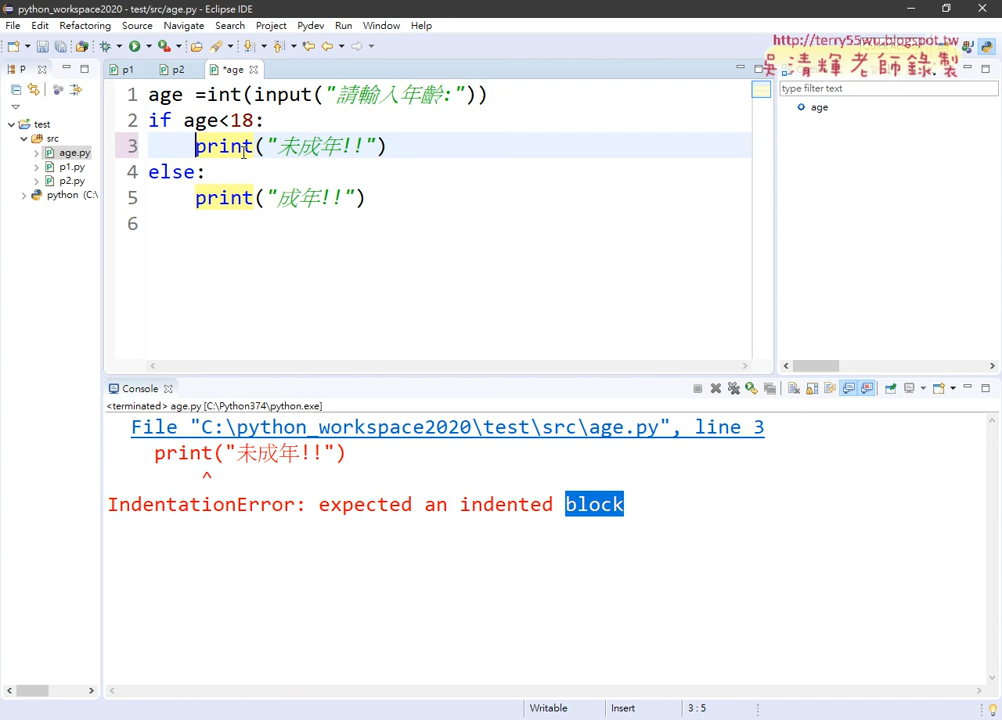 python_workspace2020 - test/src/age.py - Eclipse IDE
File Edit Refactoring Source Navigate Search Project Pydev Run Window Help
http://terry55wu.blogspot.tw
吳清輝老師錄製
P
p1
p2
*age
type filter text
age
test
src
age.py
p1.py
p2.py
python (C:\
1 age =int(input("請輸入年齡:"))
2 if age<18:
3 print("未成年!!")
4 else:
5 print("成年!!")
6
Console
<terminated> age.py [C:\Python374\python.exe]
File "C:\python_workspace2020\test\src\age.py", line 3
print("未成年!!")
^
IndentationError: expected an indented block
Writable
Insert
3 : 5